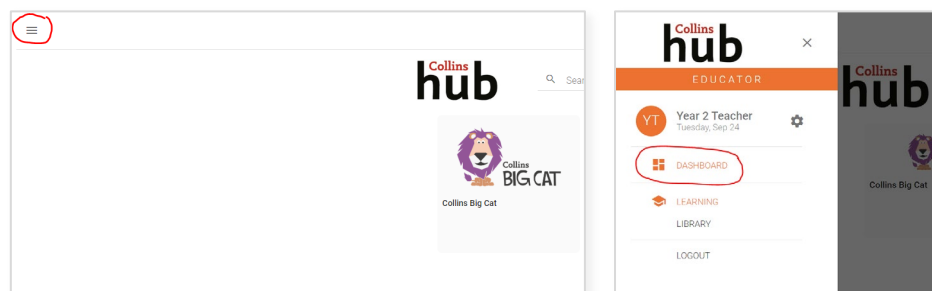 Collins
hub
Sear
Collins
BIG CAT
Collins Big Cat
Collins
hub
EDUCATOR
YT
Year 2 Teacher
Tuesday, Sep 24
DASHBOARD
LEARNING
LIBRARY
LOGOUT
Collins
hub
Collins Big Cat